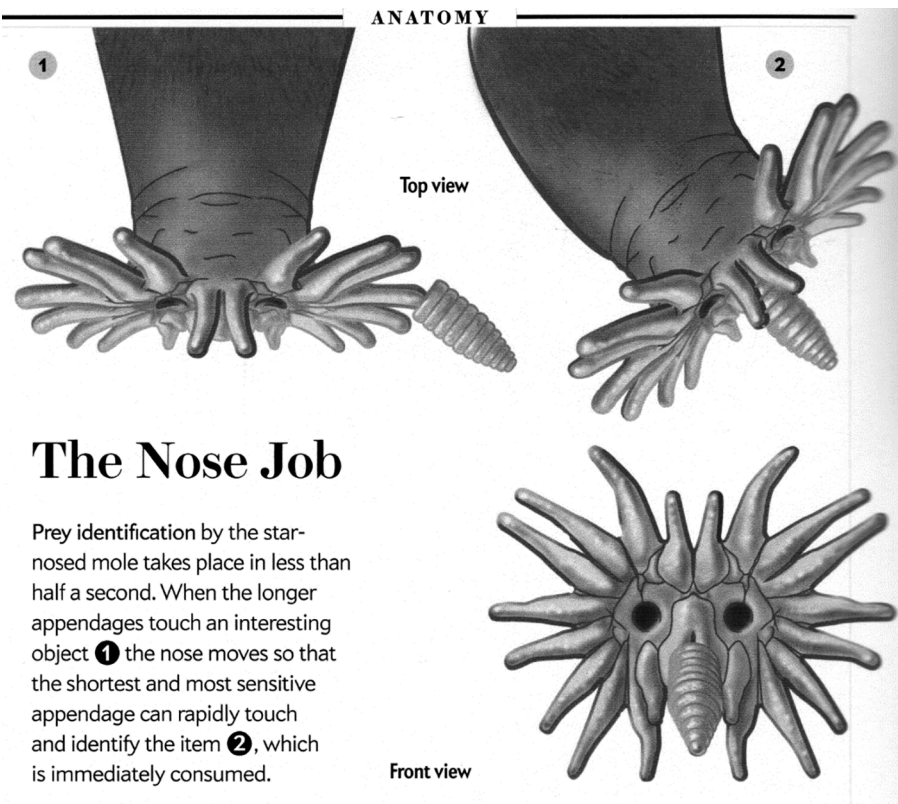 ANATOMY
1
2
Top view
The Nose Job
Prey identification by the star-
nosed mole takes place in less than
half a second. When the longer
appendages touch an interesting
object 1 the nose moves so that
the shortest and most sensitive
appendage can rapidly touch
and identify the item 2, which
is immediately consumed.
Front view